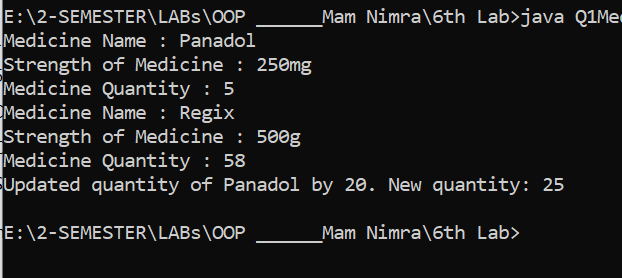 E:\2-SEMESTER\LABs\OOP ______Mam Nimra\6th Lab>java Q1Med
Medicine Name : Panadol
Strength of Medicine : 250mg
Medicine Quantity : 5
Medicine Name : Regix
Strength of Medicine : 500g
Medicine Quantity : 58
Updated quantity of Panadol by 20. New quantity: 25
E:\2-SEMESTER\LABs\OOP ______Mam Nimra\6th Lab>